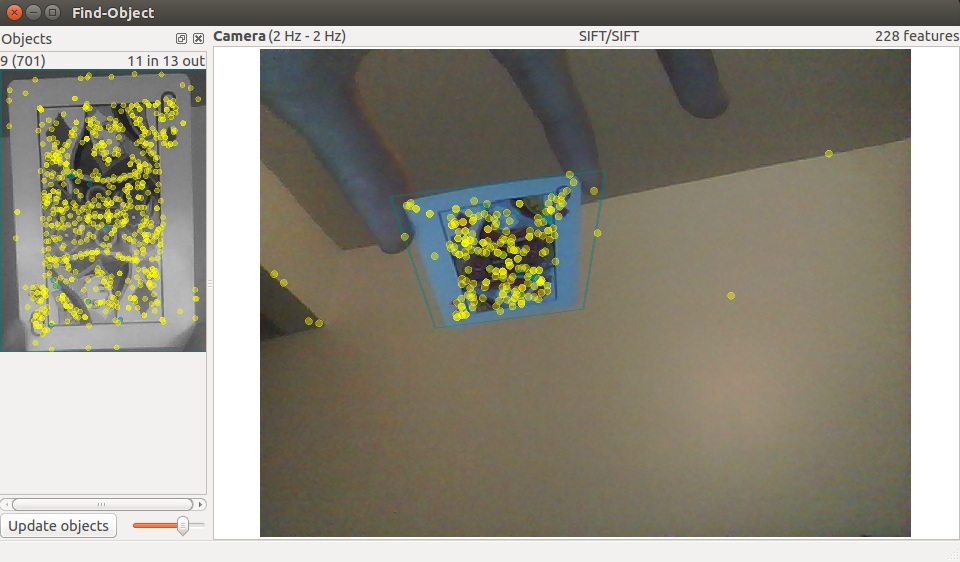 Find-Object
Objects
9 (701) 11 in 13 out
Camera (2 Hz - 2 Hz) SIFT/SIFT 228 features
Update objects